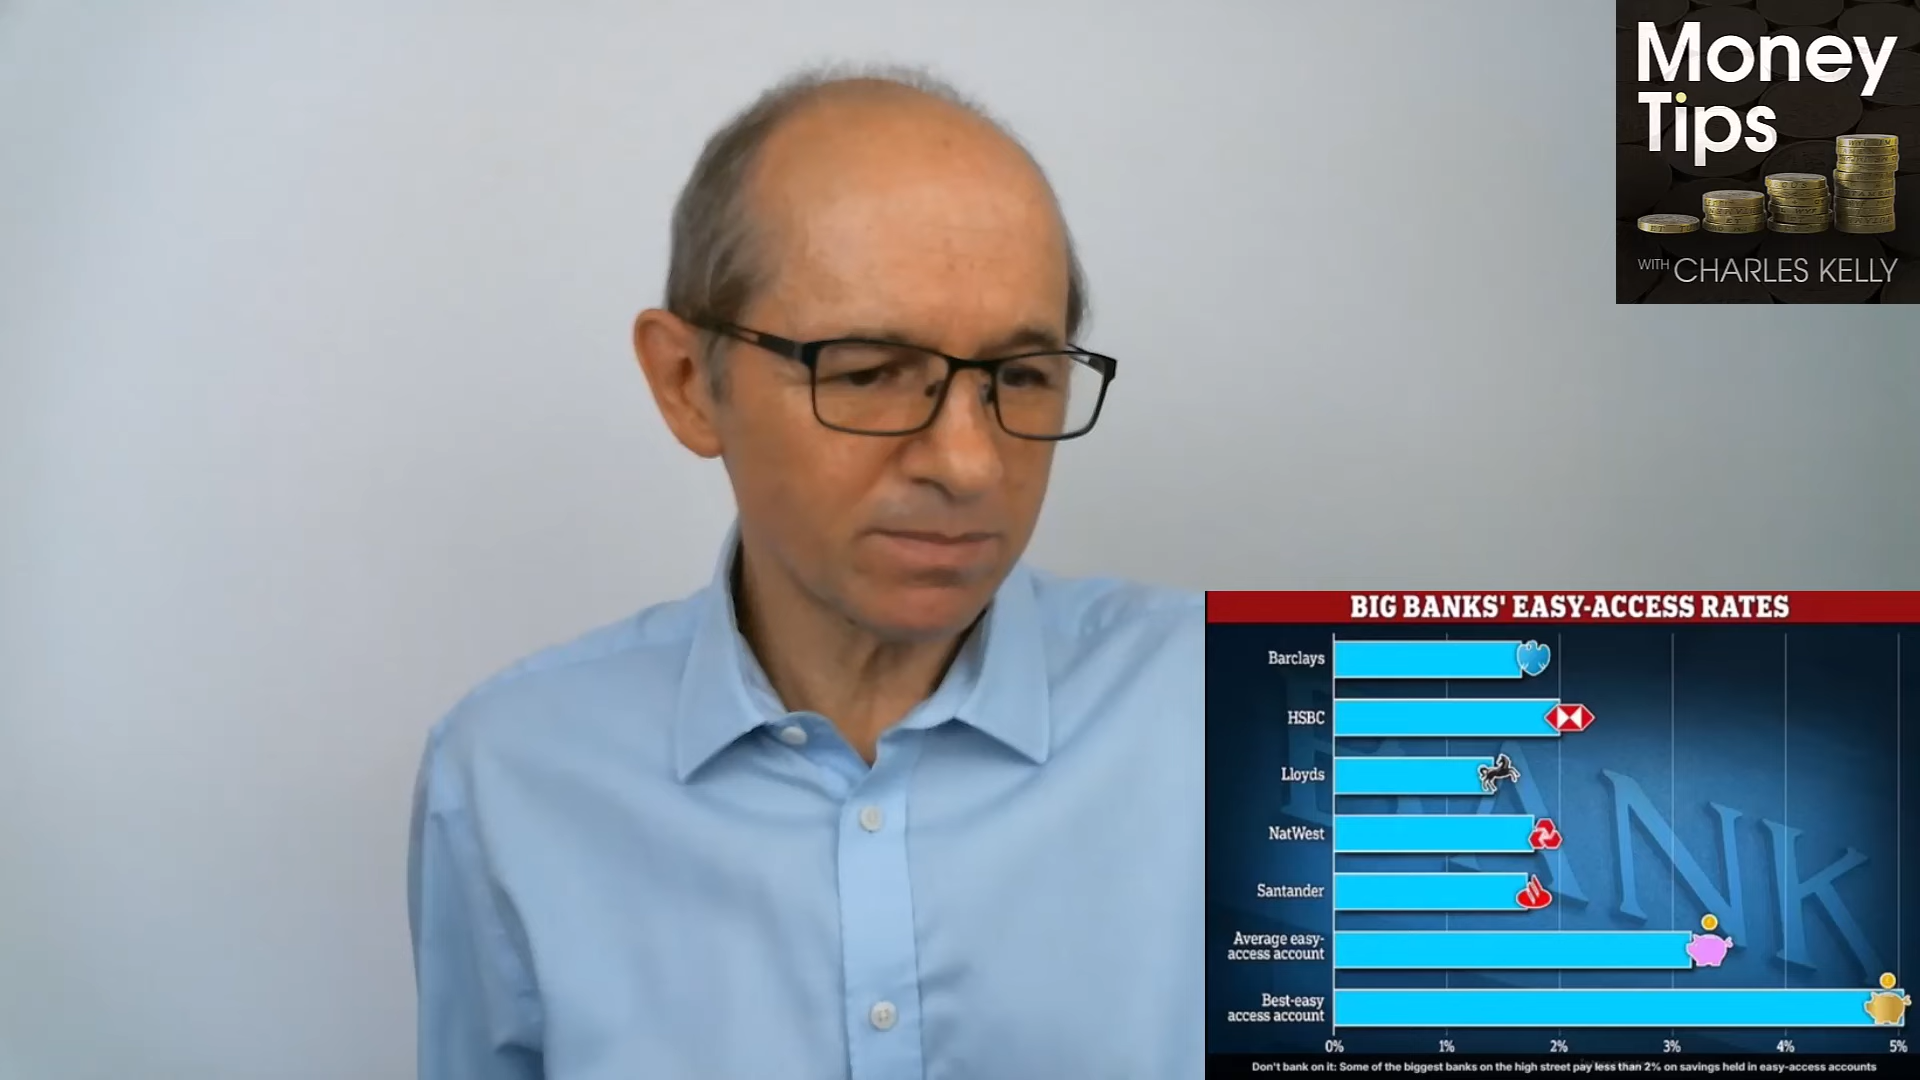 Money
Tips
WITH CHARLES KELLY
BIG BANKS' EASY-ACCESS RATES
Barclays
HSBC
Lloyds
NatWest
Santander
Average easy-
access account
Best-easy
access account
0% 1% 2% 3% 4% 5%
Don't bank on it: Some of the biggest banks on the high street pay less than 2% on savings held in easy-access accounts
BANK